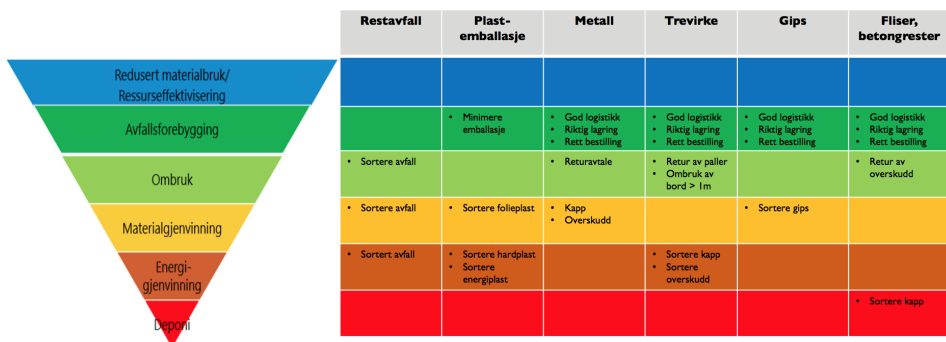 Restavfall
Plast-
emballasje
Metall
Trevirke
Gips
Fliser,
betongrester
Redusert materialbruk/
Ressurseffektivisering
Avfallsforebygging
• Minimere
emballasje
• God logistikk
• Riktig lagring
• Rett bestilling
• God logistikk
• Riktig lagring
• Rett bestilling
• God logistikk
• Riktig lagring
• Rett bestilling
• God logistikk
• Riktig lagring
• Rett bestilling
Ombruk
• Sortere avfall
• Returavtale
• Retur av paller
• Ombruk av
bord > 1m
• Retur av
overskudd
Materialgjenvinning
• Sortere avfall
• Sortere folieplast
• Kapp
• Overskudd
• Sortere gips
Energi-
gjenvinning
• Sortert avfall
• Sortere hardplast
• Sortere
energiplast
• Sortere kapp
• Sortere
overskudd
Deponi
• Sortere kapp